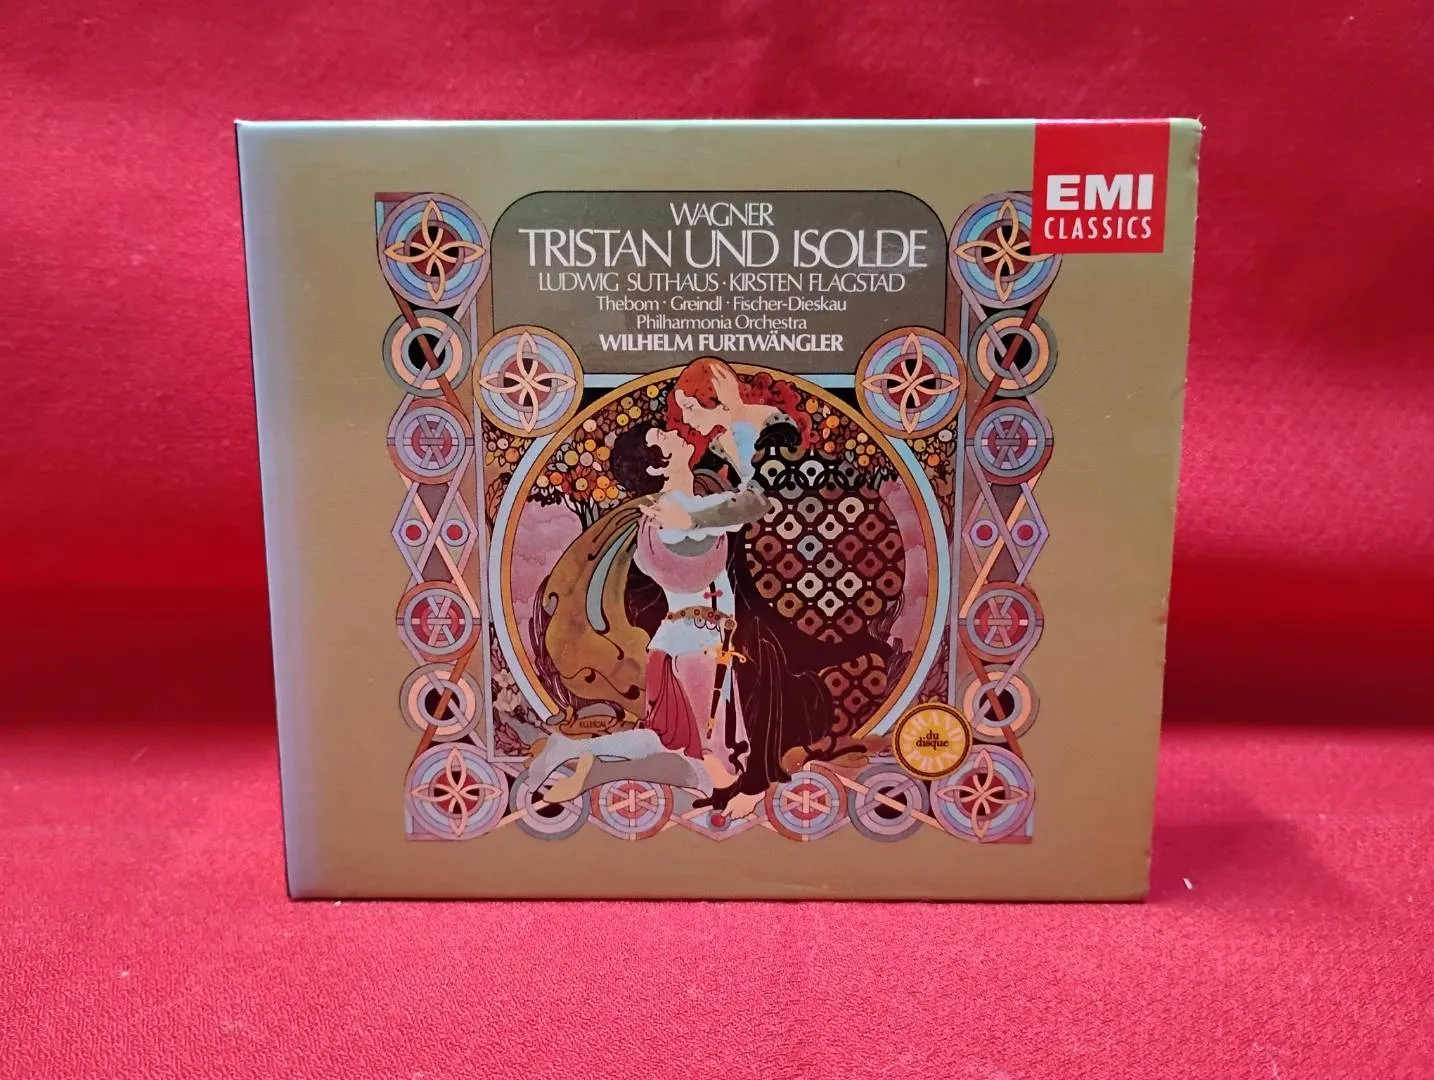 EMI
CLASSICS
WAGNER
TRISTAN UND ISOLDE
LUDWIG SUTHAUS · KIRSTEN FLAGSTAD
Thebom · Greindl · Fischer-Dieskau
Philharmonia Orchestra
WILHELM FURTWÄNGLER
GRAND
du
disque
PRIX